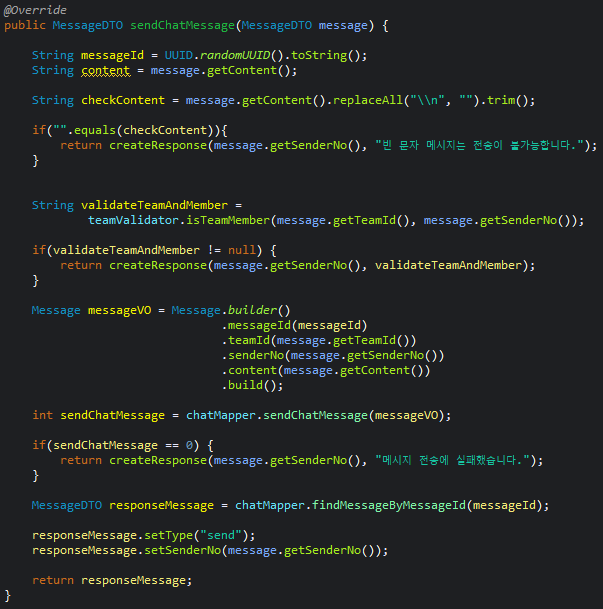 @Override
public MessageDTO sendChatMessage(MessageDTO message) {
String messageId = UUID.randomUUID().toString();
String content = message.getContent();
String checkContent = message.getContent().replaceAll("\\n", "").trim();
if("".equals(checkContent)){
return createResponse(message.getSenderNo(), "빈 문자 메시지는 전송이 불가능합니다.");
}
String validateTeamAndMember =
teamValidator.isTeamMember(message.getTeamId(), message.getSenderNo());
if(validateTeamAndMember != null) {
return createResponse(message.getSenderNo(), validateTeamAndMember);
}
Message messageVO = Message.builder()
.messageId(messageId)
.teamId(message.getTeamId())
.senderNo(message.getSenderNo())
.content(message.getContent())
.build();
int sendChatMessage = chatMapper.sendChatMessage(messageVO);
if(sendChatMessage == 0) {
return createResponse(message.getSenderNo(), "메시지 전송에 실패했습니다.");
}
MessageDTO responseMessage = chatMapper.findMessageByMessageId(messageId);
responseMessage.setType("send");
responseMessage.setSenderNo(message.getSenderNo());
return responseMessage;
}